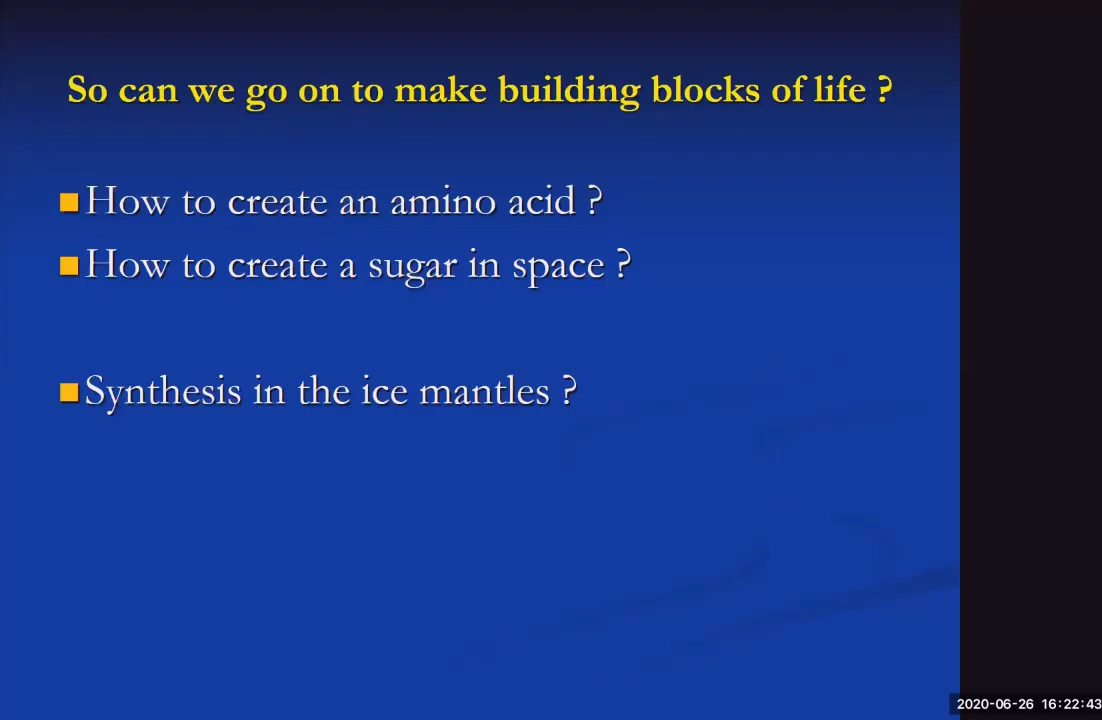 So can we go on to make building blocks of life ?
How to create an amino acid ?
How to create a sugar in space ?
Synthesis in the ice mantles ?
2020-06-26 16:22:43